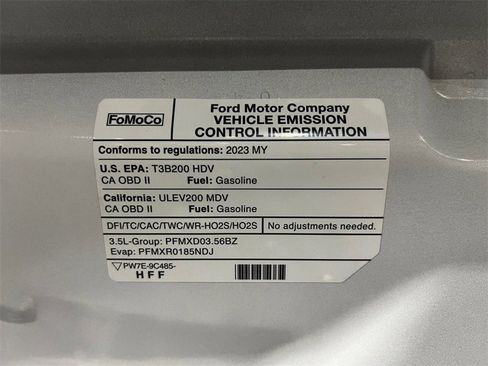 FoMoCo
Ford Motor Company
VEHICLE EMISSION
CONTROL INFORMATION
Conforms to regulations: 2023 MY
U.S. EPA: T3B200 HDV
CA OBD II Fuel: Gasoline
California: ULEV200 MDV
CA OBD II Fuel: Gasoline
DFI/TC/CAC/TWC/WR-HO2S/HO2S No adjustments needed.
3.5L-Group: PFMXD03.56BZ
Evap: PFMXR0185NDJ
PW7E-9C485-
HFF